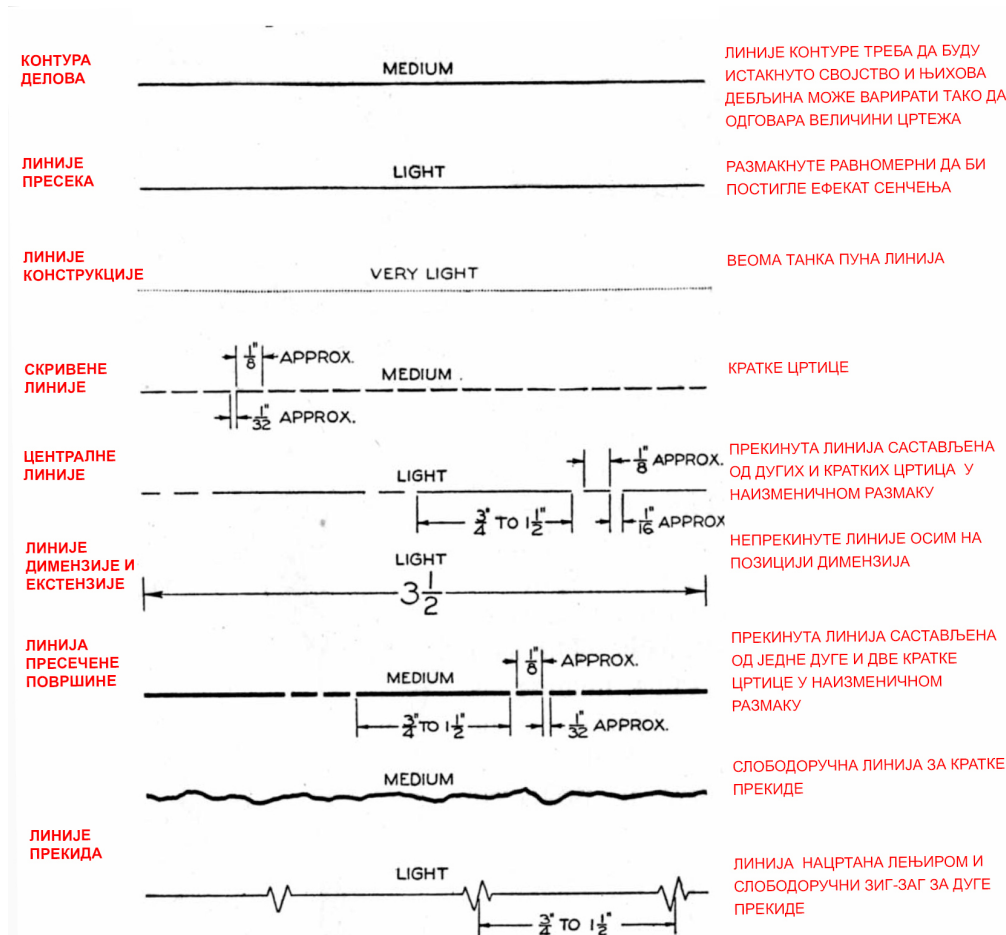 КОНТУРА
ДЕЛОВА
MEDIUM
ЛИНИЈЕ КОНТУРЕ ТРЕБА ДА БУДУ
ИСТАКНУТО СВОЈСТВО И ЊИХОВА
ДЕБЉИНА МОЖЕ ВАРИРАТИ ТАКО ДА
ОДГОВАРА ВЕЛИЧИНИ ЦРТЕЖА
ЛИНИЈЕ
ПРЕСЕКА
LIGHT
РАЗМАКНУТЕ РАВНОМЕРНИ ДА БИ
ПОСТИГЛЕ ЕФЕКАТ СЕНЧЕЊА
ЛИНИЈЕ
КОНСТРУКЦИЈЕ
VERY LIGHT
ВЕОМА ТАНКА ПУНА ЛИНИЈА
СКРИВЕНЕ
ЛИНИЈЕ
1/8" APPROX.
MEDIUM .
1/32" APPROX.
КРАТКЕ ЦРТИЦЕ
ЦЕНТРАЛНЕ
ЛИНИЈЕ
LIGHT
1/8" APPROX.
3/4" TO 1 1/2"
1/16" APPROX
ПРЕКИНУТА ЛИНИЈА САСТАВЉЕНА
ОД ДУГИХ И КРАТКИХ ЦРТИЦА У
НАИЗМЕНИЧНОМ РАЗМАКУ
ЛИНИЈЕ
ДИМЕНЗИЈЕ И
ЕКСТЕНЗИЈЕ
LIGHT
3 1/2
НЕПРЕКИНУТЕ ЛИНИЈЕ ОСИМ НА
ПОЗИЦИЈИ ДИМЕНЗИЈА
ЛИНИЈА
ПРЕСЕЧЕНЕ
ПОВРШИНЕ
MEDIUM
1/8" APPROX.
3/4" TO 1 1/2"
1/32" APPROX.
ПРЕКИНУТА ЛИНИЈА САСТАВЉЕНА
ОД ЈЕДНЕ ДУГЕ И ДВЕ КРАТКЕ
ЦРТИЦЕ У НАИЗМЕНИЧНОМ
РАЗМАКУ
MEDIUM
СЛОБОДОРУЧНА ЛИНИЈА ЗА КРАТКЕ
ПРЕКИДЕ
ЛИНИЈЕ
ПРЕКИДА
LIGHT
3/4" TO 1 1/2"
ЛИНИЈА НАЦРТАНА ЛЕЊИРОМ И
СЛОБОДОРУЧНИ ЗИГ-ЗАГ ЗА ДУГЕ
ПРЕКИДЕ